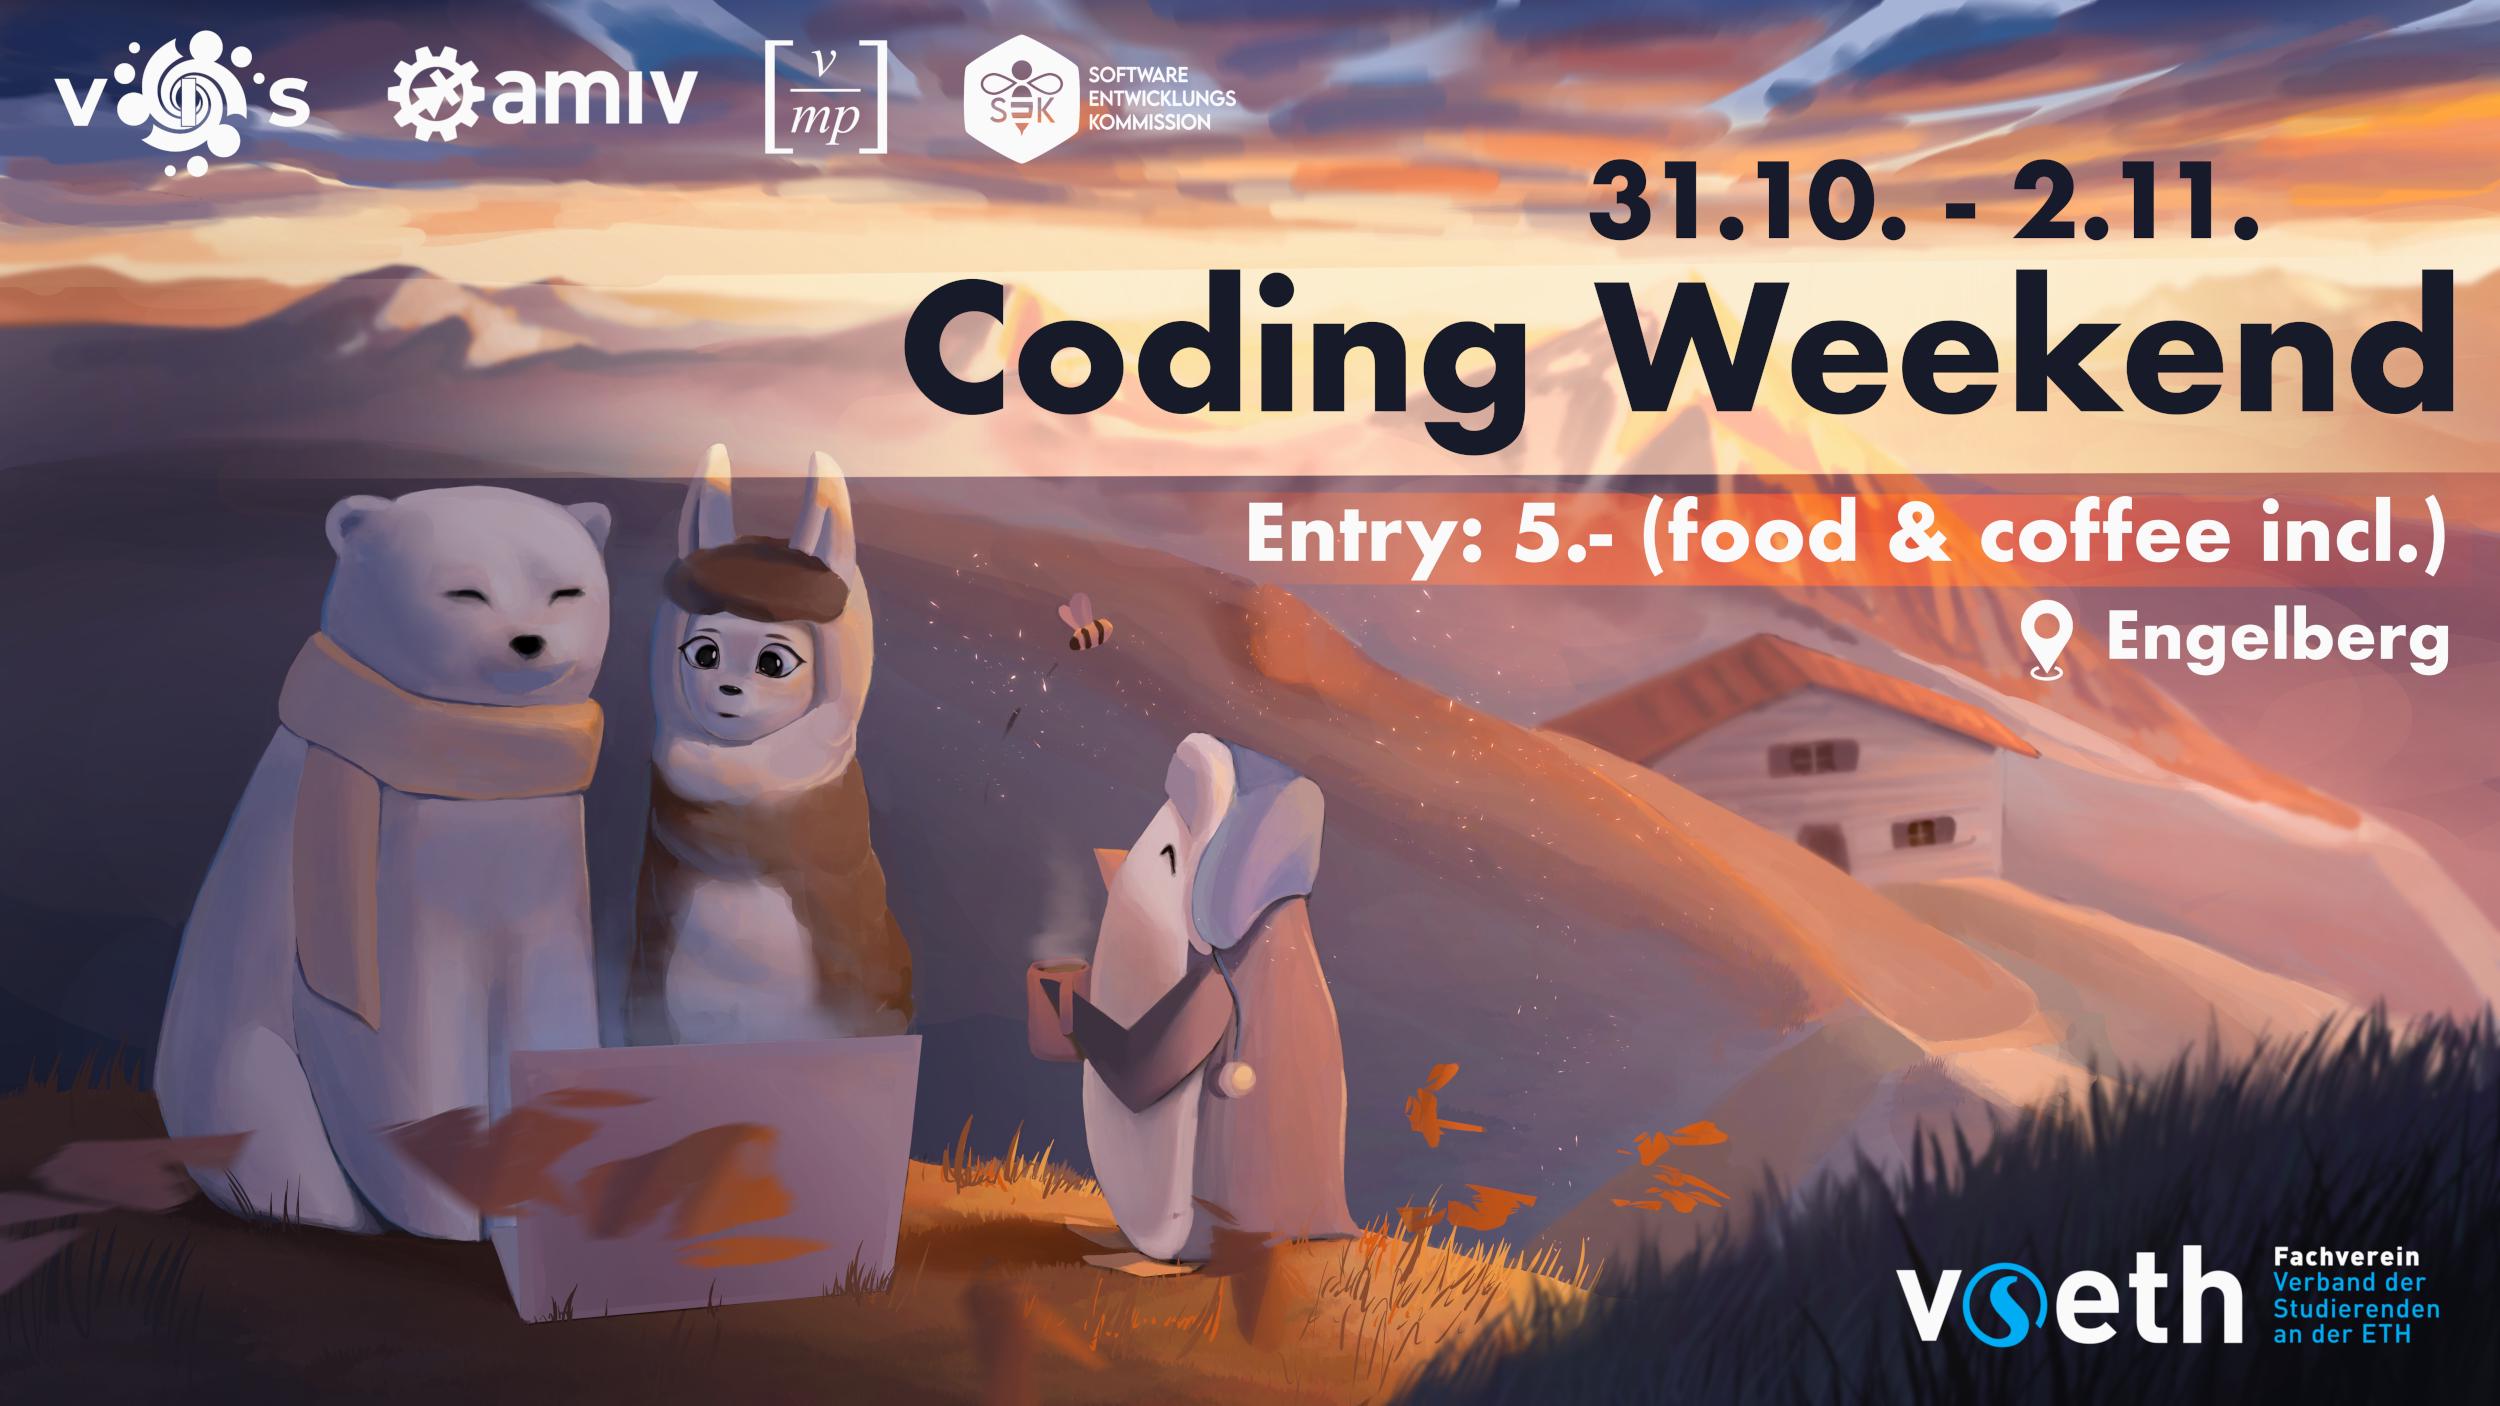 vis
amiv
v
mp
SEK
SOFTWARE
ENTWICKLUNGS
KOMMISSION
31.10. - 2.11.
Coding Weekend
Entry: 5.- (food & coffee incl.)
Engelberg
vseth
Fachverein
Verband der
Studierenden
an der ETH